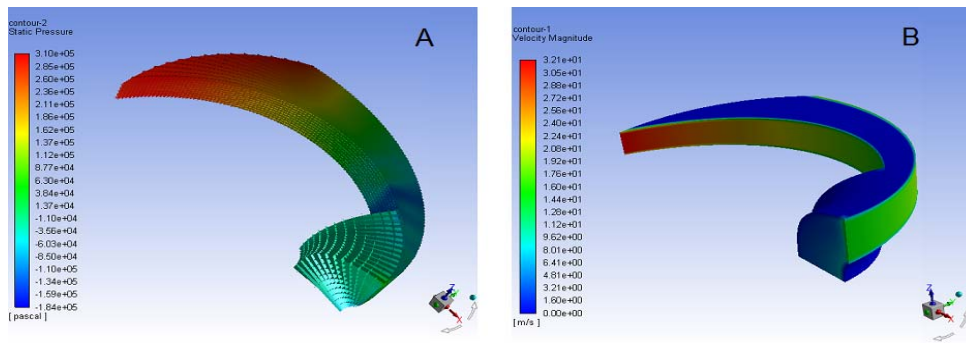 contour-2
Static Pressure
A
3.10e+05
2.85e+05
2.60e+05
2.36e+05
2.11e+05
1.86e+05
1.62e+05
1.37e+05
1.12e+05
8.77e+04
6.30e+04
3.84e+04
1.37e+04
-1.10e+04
-3.56e+04
-6.03e+04
-8.50e+04
-1.10e+05
-1.34e+05
-1.59e+05
-1.84e+05
[ pascal ]
Z
Y
X
contour-1
Velocity Magnitude
B
3.21e+01
3.05e+01
2.88e+01
2.72e+01
2.56e+01
2.40e+01
2.24e+01
2.08e+01
1.92e+01
1.76e+01
1.60e+01
1.44e+01
1.28e+01
1.12e+01
9.62e+00
8.01e+00
6.41e+00
4.81e+00
3.21e+00
1.60e+00
0.00e+00
[ m/s ]
Z
Y
X